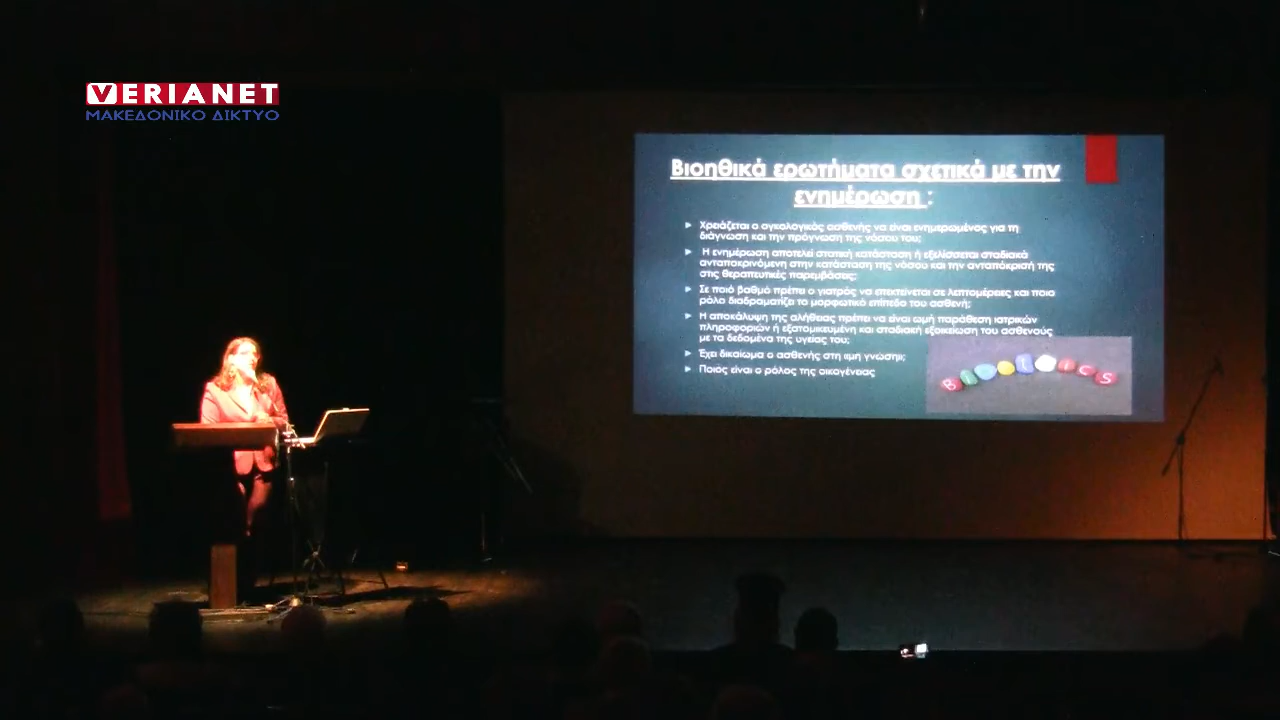 VERIANET
ΜΑΚΕΔΟΝΙΚΟ ΔΙΚΤΥΟ
Βιοηθικά ερωτήματα σχετικά με την
ενημέρωση :
Χρειάζεται ο ογκολογικός ασθενής να είναι ενημερωμένος για τη
διάγνωση και την πρόγνωση της νόσου του;
Η ενημέρωση αποτελεί στατική κατάσταση ή εξελίσσεται σταδιακά
ανταποκρινόμενη στην κατάσταση της νόσου και την ανταπόκρισή της
στις θεραπευτικές παρεμβάσεις;
Σε ποιό βαθμό πρέπει ο γιατρός να επεκτείνεται σε λεπτομέρειες και ποιο
ρόλο διαδραματίζει το μορφωτικό επίπεδο του ασθενή;
Η αποκάλυψη της αλήθειας πρέπει να είναι ωμή παράθεση ιατρικών
πληροφοριών ή εξατομικευμένη και σταδιακή εξοικείωση του ασθενούς
με τα δεδομένα της υγείας του;
Έχει δικαίωμα ο ασθενής στη «μη γνώση»;
Ποιός είναι ο ρόλος της οικογένειας
Bioethics